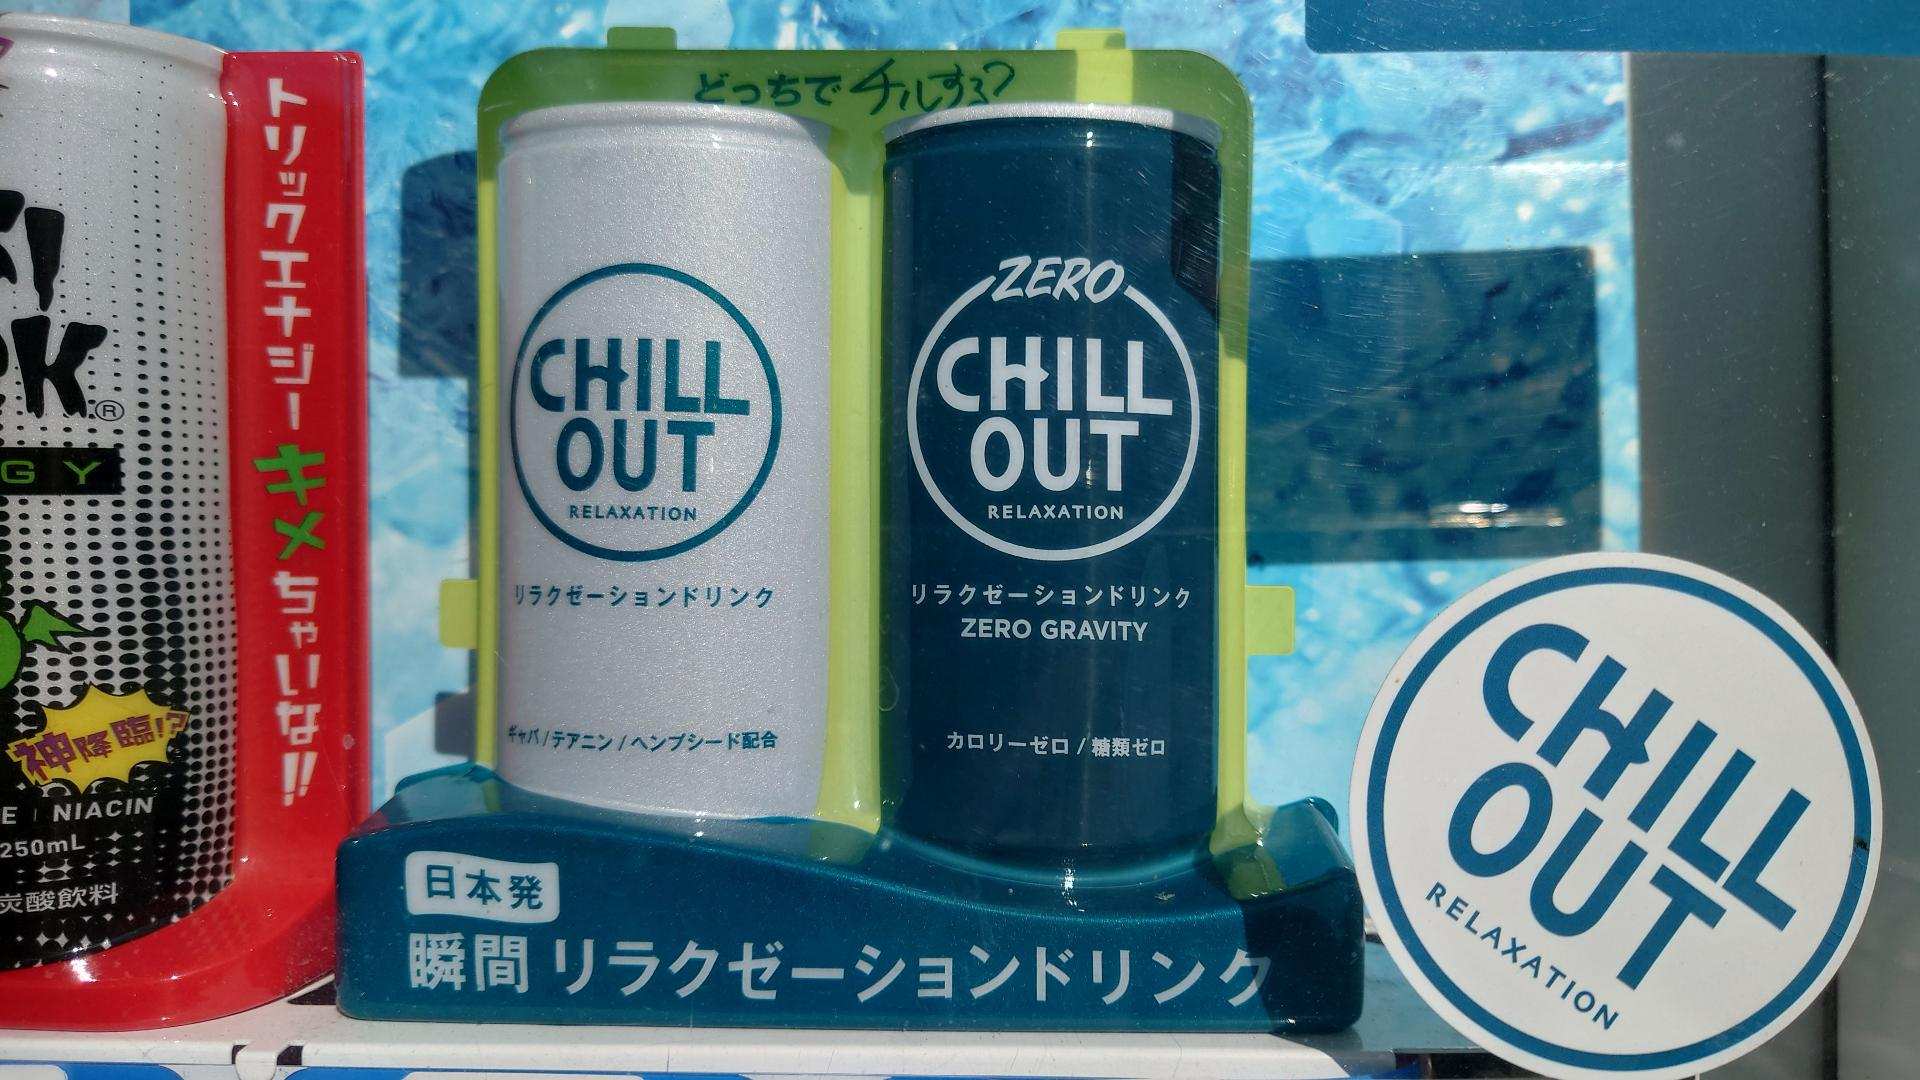 トリックエナジーキメちゃいな!!
RK®
GY
神降臨!?
NIACIN
250mL
炭酸飲料
どっちでチルする?
CHILL
OUT
RELAXATION
リラクゼーションドリンク
ギャバ/テアニン/ヘンプシード配合
ZERO
CHILL
OUT
RELAXATION
リラクゼーションドリンク
ZERO GRAVITY
カロリーゼロ/糖類ゼロ
日本発
瞬間 リラクゼーションドリンク
CHILL
OUT
RELAXATION